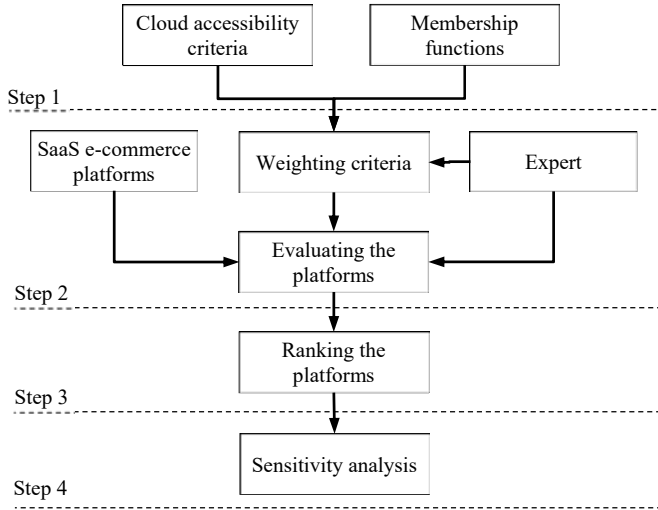 Cloud accessibility
criteria
Membership
functions
Step 1
SaaS e-commerce
platforms
Weighting criteria
Expert
Evaluating the
platforms
Step 2
Ranking the
platforms
Step 3
Sensitivity analysis
Step 4